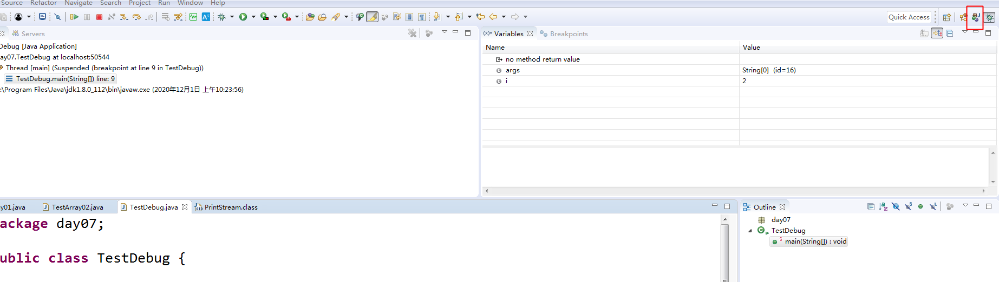 Source Refactor Navigate Search Project Run Window Help
Quick Access
Servers
Debug [Java Application]
ay07.TestDebug at localhost:50544
Thread [main] (Suspended (breakpoint at line 9 in TestDebug))
TestDebug.main(String[]) line: 9
:\Program Files\Java\jdk1.8.0_112\bin\javaw.exe (2020年12月1日 上午10:23:56)
(x)= Variables Breakpoints
Name Value
no method return value
args String[0] (id=16)
i 2
y01.java TestArray02.java TestDebug.java PrintStream.class
ackage day07;
ublic class TestDebug {
Outline
day07
TestDebug
main(String[]) : void